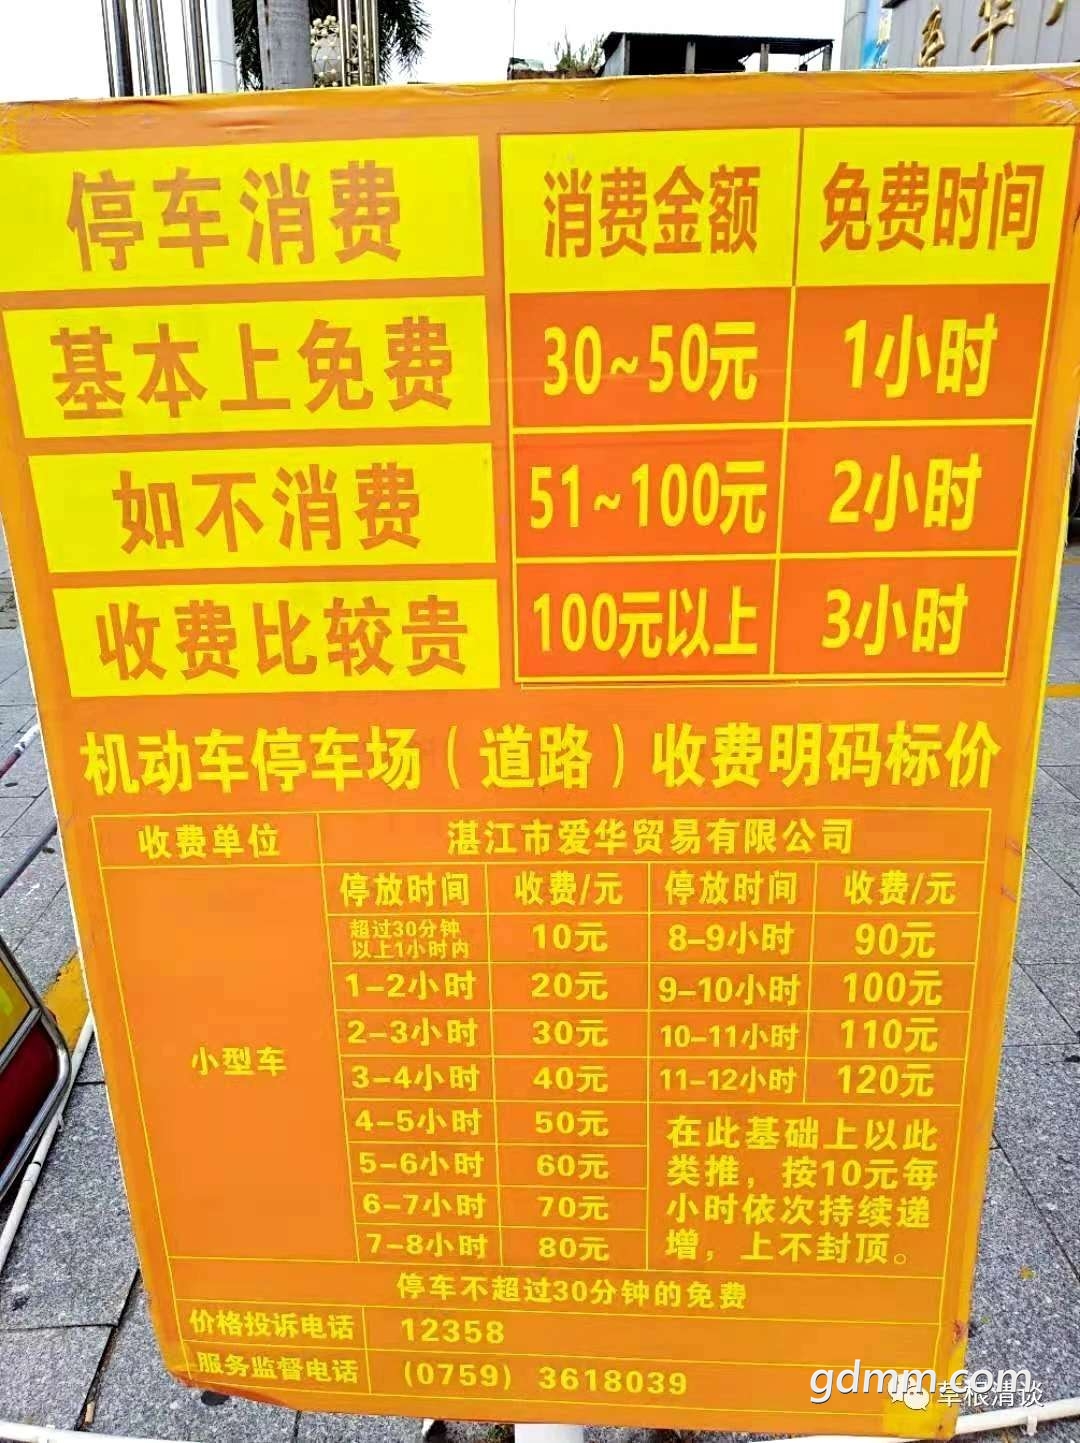 停车消费
基本上免费
如不消费
收费比较贵
消费金额 免费时间
30~50元 1小时
51~100元 2小时
100元以上 3小时
机动车停车场（道路）收费明码标价
收费单位 湛江市爱华贸易有限公司
小型车
停放时间 收费/元 停放时间 收费/元
超过30分钟
以上1小时内 10元 8-9小时 90元
1-2小时 20元 9-10小时 100元
2-3小时 30元 10-11小时 110元
3-4小时 40元 11-12小时 120元
4-5小时 50元
5-6小时 60元
6-7小时 70元
7-8小时 80元
在此基础上以此
类推，按10元每
小时依次持续递
增，上不封顶。
停车不超过30分钟的免费
价格投诉电话 12358
服务监督电话 (0759) 3618039
gdmm.com
草根清谈